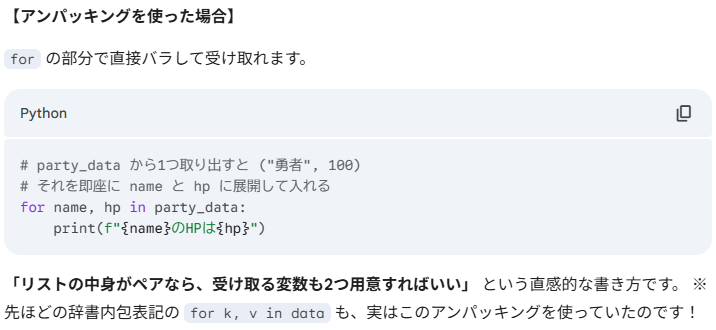 【アンパッキングを使った場合】
for の部分で直接バラして受け取れます。
Python
# party_data から1つ取り出すと ("勇者", 100)
# それを即座に name と hp に展開して入れる
for name, hp in party_data:
    print(f"{name}のHPは{hp}")
「リストの中身がペアなら、受け取る変数も2つ用意すればいい」 という直感的な書き方です。 ※
先ほどの辞書内包表記の for k, v in data も、実はこのアンパッキングを使っていたのです！